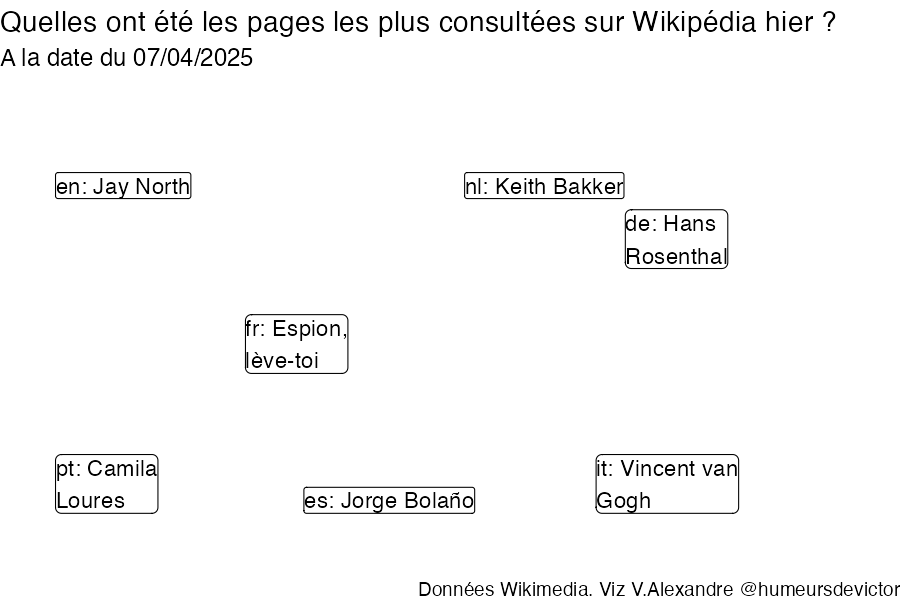 Quelles ont été les pages les plus consultées sur Wikipédia hier ?
A la date du 07/04/2025
en: Jay North
nl: Keith Bakker
de: Hans
Rosenthal
fr: Espion,
lève-toi
pt: Camila
Loures
es: Jorge Bolaño
it: Vincent van
Gogh
Données Wikimedia. Viz V.Alexandre @humeursdevictor